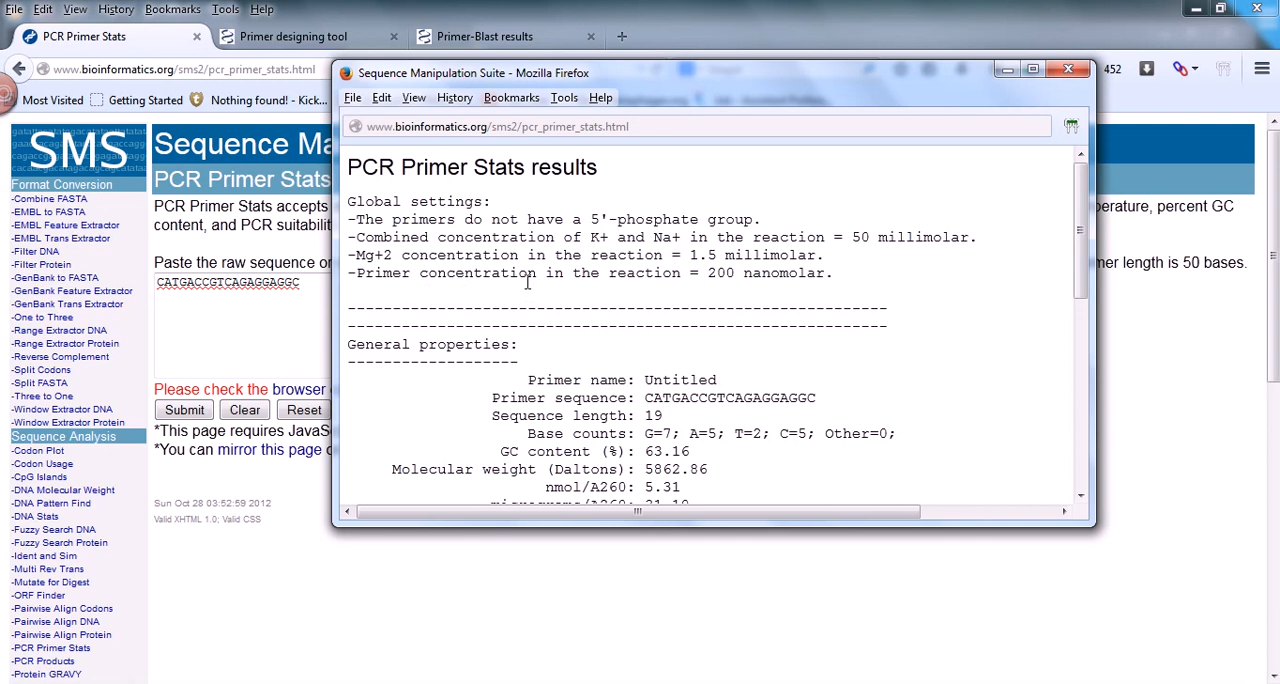 File Edit View History Bookmarks Tools Help
PCR Primer Stats
Primer designing tool
Primer-Blast results
www.bioinformatics.org/sms2/pcr_primer_stats.html
452
Most Visited
Getting Started
Nothing found! - Kick...
SMS
Format Conversion
-Combine FASTA
-EMBL to FASTA
-EMBL Feature Extractor
-EMBL Trans Extractor
-Filter DNA
-Filter Protein
-GenBank to FASTA
-GenBank Feature Extractor
-GenBank Trans Extractor
-One to Three
-Range Extractor DNA
-Range Extractor Protein
-Reverse Complement
-Split Codons
-Split FASTA
-Three to One
-Window Extractor DNA
-Window Extractor Protein
Sequence Analysis
-Codon Plot
-Codon Usage
-CpG Islands
-DNA Molecular Weight
-DNA Pattern Find
-DNA Stats
-Fuzzy Search DNA
-Fuzzy Search Protein
-Ident and Sim
-Multi Rev Trans
-Mutate for Digest
-ORF Finder
-Pairwise Align Codons
-Pairwise Align DNA
-Pairwise Align Protein
-PCR Primer Stats
-PCR Products
-Protein GRAVY
Sequence Ma
PCR Primer Stats
PCR Primer Stats accepts
perature, percent GC
content, and PCR suitabili
Paste the raw sequence o
mer length is 50 bases.
CATGACCGTCAGAGGAGGC
Please check the browser
Submit Clear Reset
*This page requires JavaS
*You can mirror this page
Sun Oct 28 03:52:59 2012
Valid XHTML 1.0; Valid CSS
Sequence Manipulation Suite - Mozilla Firefox
File Edit View History Bookmarks Tools Help
www.bioinformatics.org/sms2/pcr_primer_stats.html
PCR Primer Stats results
Global settings:
-The primers do not have a 5'-phosphate group.
-Combined concentration of K+ and Na+ in the reaction = 50 millimolar.
-Mg+2 concentration in the reaction = 1.5 millimolar.
-Primer concentration in the reaction = 200 nanomolar.
------------------------------------------------------------
------------------------------------------------------------
General properties:
-------------------
Primer name: Untitled
Primer sequence: CATGACCGTCAGAGGAGGC
Sequence length: 19
Base counts: G=7; A=5; T=2; C=5; Other=0;
GC content (%): 63.16
Molecular weight (Daltons): 5862.86
nmol/A260: 5.31